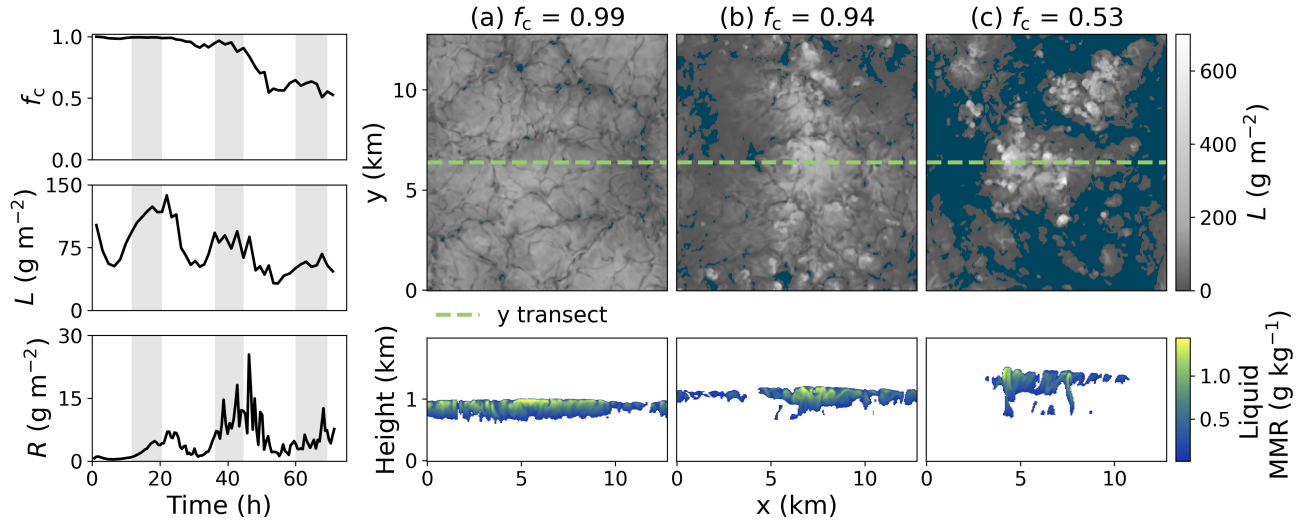 (a) f_c = 0.99
(b) f_c = 0.94
(c) f_c = 0.53
1.0
0.5
0.0
f_c
150
75
0
L (g m⁻²)
30
15
0
R (g m⁻²)
0 20 40 60
Time (h)
10
5
0
y (km)
600
400
200
0
L (g m⁻²)
y transect
1
0
Height (km)
0 5 10
0 5 10
0 5 10
x (km)
1.0
0.5
Liquid
MMR (g kg⁻¹)